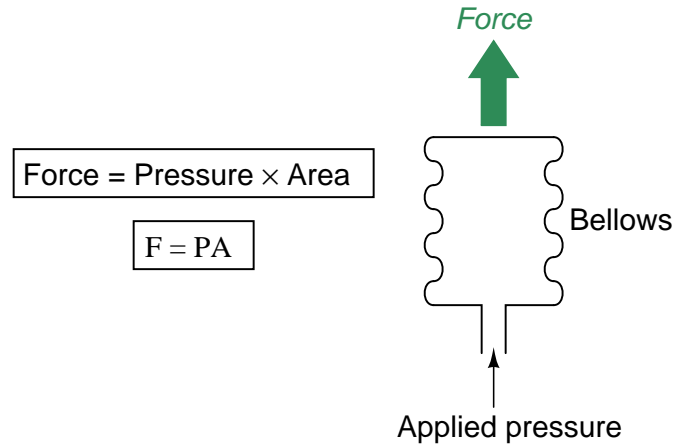 Force
Force = Pressure × Area
F = PA
Bellows
Applied pressure